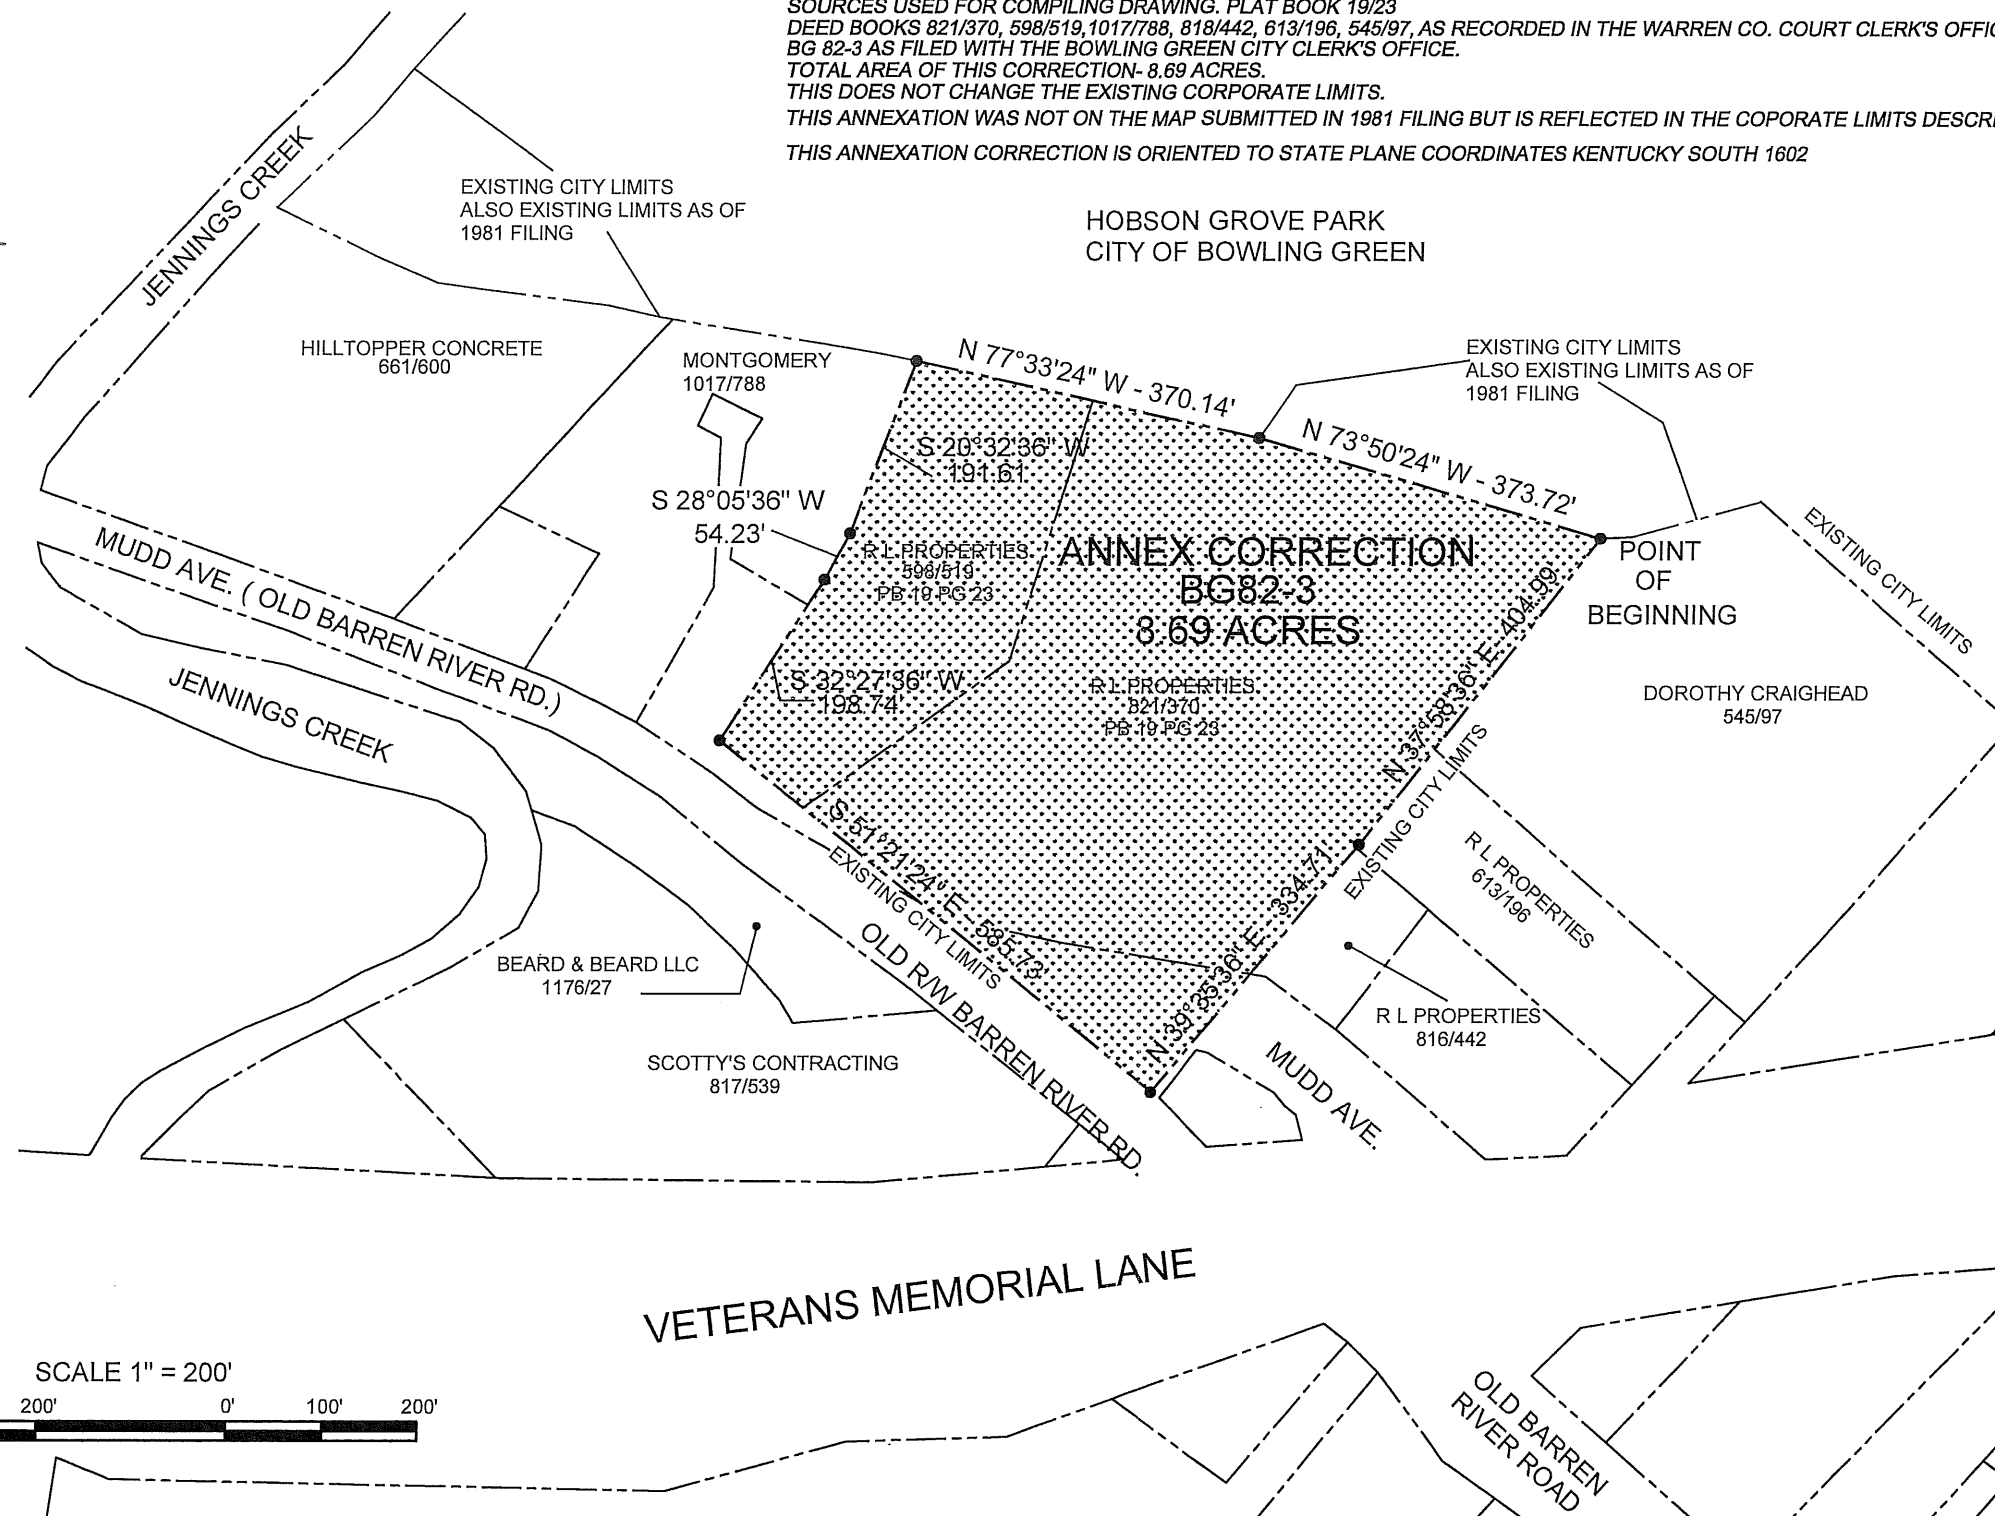 SOURCES USED FOR COMPILING DRAWING. PLAT BOOK 19/23
DEED BOOKS 821/370, 598/519,1017/788, 818/442, 613/196, 545/97, AS RECORDED IN THE WARREN CO. COURT CLERK'S
BG 82-3 AS FILED WITH THE BOWLING GREEN CITY CLERK'S OFFICE.
TOTAL AREA OF THIS CORRECTION- 8.69 ACRES.
THIS DOES NOT CHANGE THE EXISTING CORPORATE LIMITS.
THIS ANNEXATION WAS NOT ON THE MAP SUBMITTED IN 1981 FILING BUT IS REFLECTED IN THE COPORATE LIMITS
THIS ANNEXATION CORRECTION IS ORIENTED TO STATE PLANE COORDINATES KENTUCKY SOUTH 1602
JENNINGS CREEK
EXISTING CITY LIMITS
ALSO EXISTING LIMITS AS OF
1981 FILING
HOBSON GROVE PARK
CITY OF BOWLING GREEN
HILLTOPPER CONCRETE
661/600
MONTGOMERY
1017/788
N 77°33'24" W - 370.14'
EXISTING CITY LIMITS
ALSO EXISTING LIMITS AS OF
1981 FILING
N 73°50'24" W - 373.72'
S 20°32'36" W
191.61'
S 28°05'36" W
54.23'
R L PROPERTIES
598/519
PB 19 PG 23
ANNEX CORRECTION
BG82-3
8.69 ACRES
POINT
OF
BEGINNING
EXISTING CITY LIMITS
MUDD AVE. ( OLD BARREN RIVER RD.)
JENNINGS CREEK
S 32°27'36" W
198.74'
R L PROPERTIES
821/370
PB 19 PG 23
N 37°58'36" E 404.99'
EXISTING CITY LIMITS
DOROTHY CRAIGHEAD
545/97
S 51°21'24" E - 585.73'
EXISTING CITY LIMITS
N 39°35'36" E 334.71'
R L PROPERTIES
613/196
BEARD & BEARD LLC
1176/27
OLD R/W BARREN RIVER RD.
R L PROPERTIES
816/442
SCOTTY'S CONTRACTING
817/539
MUDD AVE.
VETERANS MEMORIAL LANE
SCALE 1" = 200'
200' 0' 100' 200'
OLD BARREN
RIVER ROAD